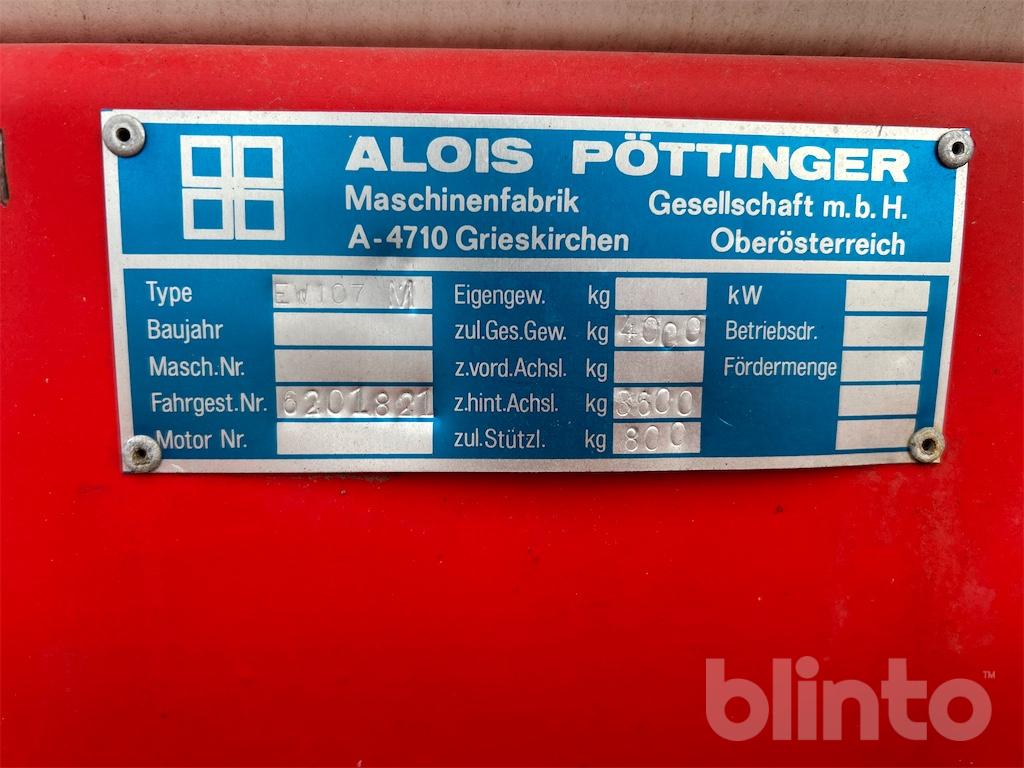 ALOIS PÖTTINGER
Maschinenfabrik Gesellschaft m.b.H.
A-4710 Grieskirchen Oberösterreich
Type EW107 M Eigengew. kg kW
Baujahr zul.Ges.Gew. kg 4000 Betriebsdr.
Masch.Nr. z.vord.Achsl. kg Fördermenge
Fahrgest.Nr. 6201821 z.hint.Achsl. kg 3600
Motor Nr. zul.Stützl. kg 800
blinto™